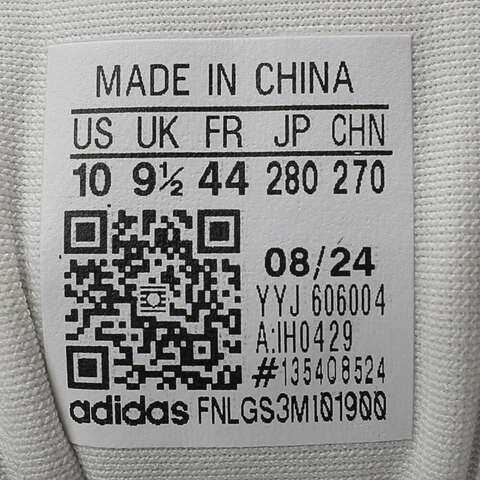 MADE IN CHINA
US UK FR JP CHN
10 9½ 44 280 270
08/24
YYJ 606004
A:IH0429
#135408524
adidas FNLGS3M101900